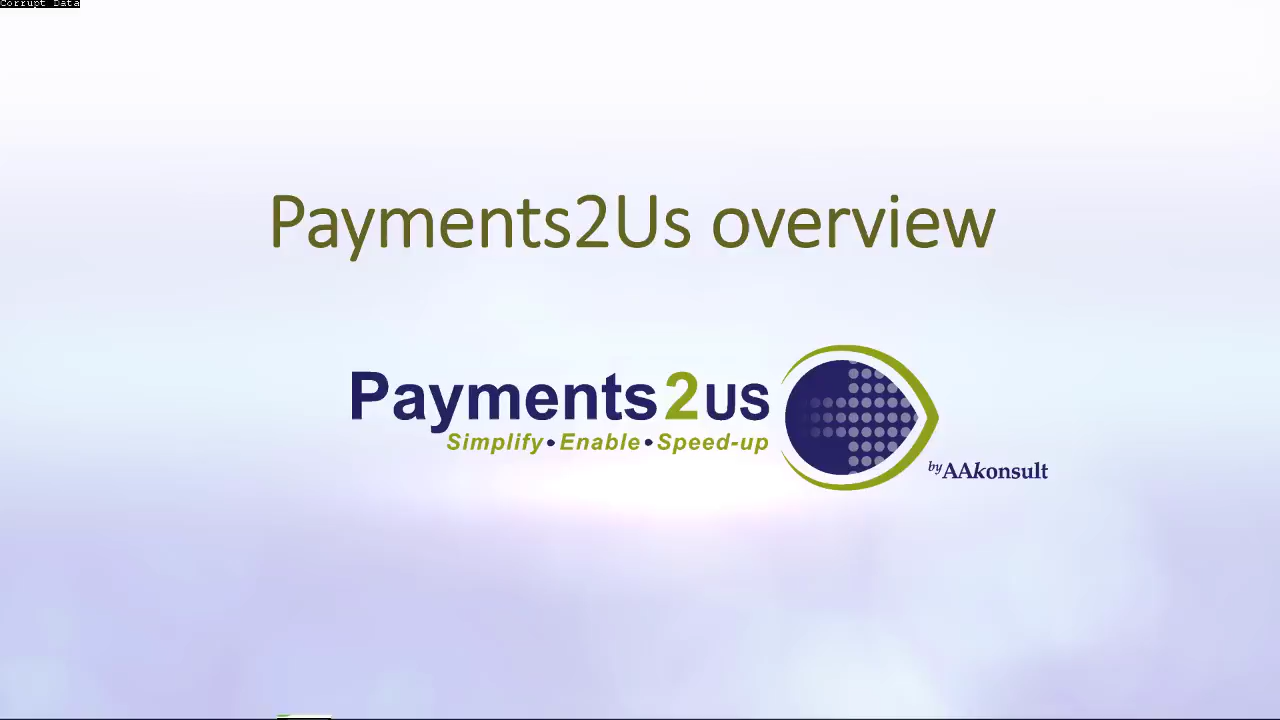 Corrupt Data
Payments2Us overview
Payments2us
Simplify•Enable•Speed-up
by AAkonsult